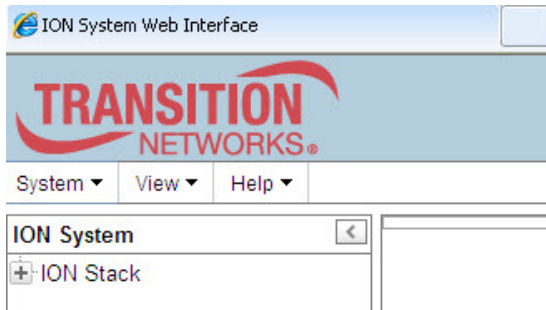 ION System Web Interface
TRANSITION
NETWORKS®
System View Help
ION System
ION Stack